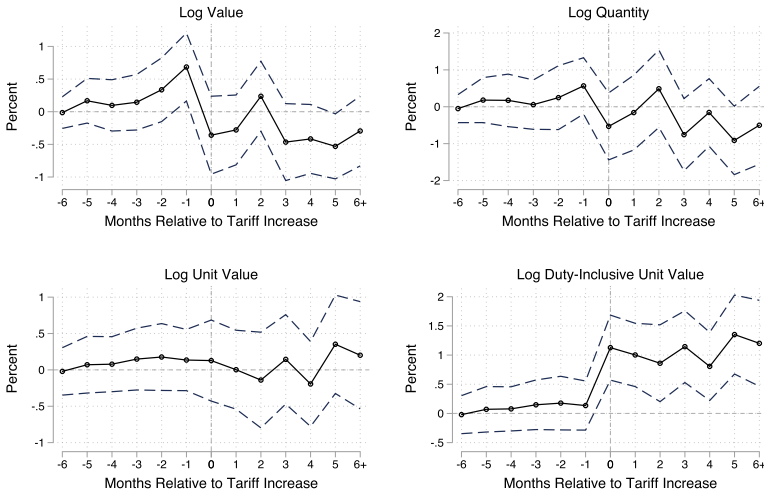 Log Value
Percent
1
.5
0
-.5
-1
-6 -5 -4 -3 -2 -1 0 1 2 3 4 5 6+
Months Relative to Tariff Increase
Log Quantity
Percent
2
1
0
-1
-2
-6 -5 -4 -3 -2 -1 0 1 2 3 4 5 6+
Months Relative to Tariff Increase
Log Unit Value
Percent
1
.5
0
-.5
-1
-6 -5 -4 -3 -2 -1 0 1 2 3 4 5 6+
Months Relative to Tariff Increase
Log Duty-Inclusive Unit Value
Percent
2
1.5
1
.5
0
-.5
-6 -5 -4 -3 -2 -1 0 1 2 3 4 5 6+
Months Relative to Tariff Increase